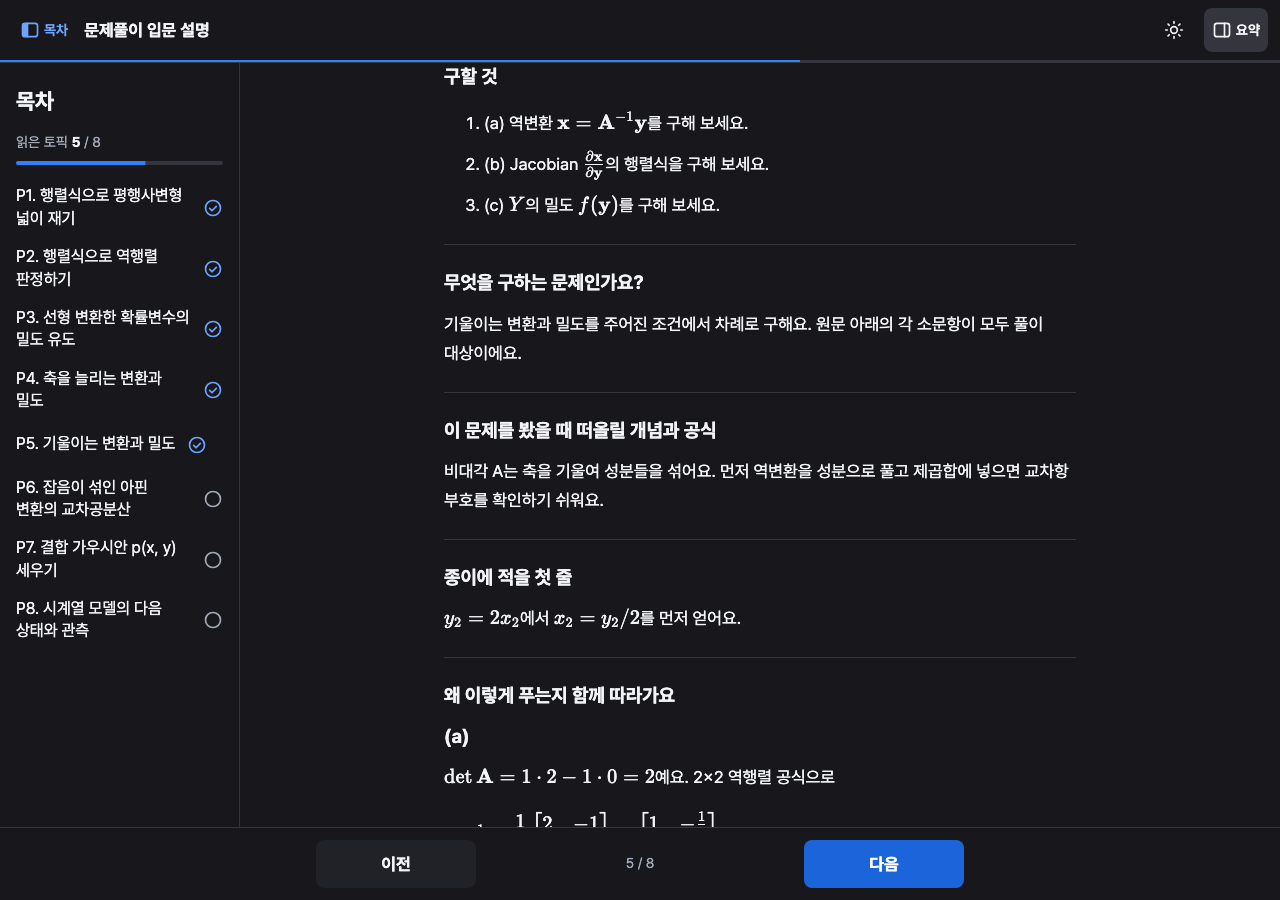 목차 문제풀이 입문 설명 요약
목차
읽은 토픽 5 / 8
P1. 행렬식으로 평행사변형
넓이 재기
P2. 행렬식으로 역행렬
판정하기
P3. 선형 변환한 확률변수의
밀도 유도
P4. 축을 늘리는 변환과
밀도
P5. 기울이는 변환과 밀도
P6. 잡음이 섞인 아핀
변환의 교차공분산
P7. 결합 가우시안 p(x, y)
세우기
P8. 시계열 모델의 다음
상태와 관측
구할 것
1. (a) 역변환 x = A⁻¹y를 구해 보세요.
2. (b) Jacobian ∂x/∂y의 행렬식을 구해 보세요.
3. (c) Y의 밀도 f(y)를 구해 보세요.
무엇을 구하는 문제인가요?
기울이는 변환과 밀도를 주어진 조건에서 차례로 구해요. 원문 아래의 각 소문항이 모두 풀이
대상이에요.
이 문제를 봤을 때 떠올릴 개념과 공식
비대각 A는 축을 기울여 성분들을 섞어요. 먼저 역변환을 성분으로 풀고 제곱합에 넣으면 교차항
부호를 확인하기 쉬워요.
종이에 적을 첫 줄
y₂ = 2x₂에서 x₂ = y₂/2를 먼저 얻어요.
왜 이렇게 푸는지 함께 따라가요
(a)
det A = 1 · 2 − 1 · 0 = 2예요. 2×2 역행렬 공식으로
이전 5 / 8 다음